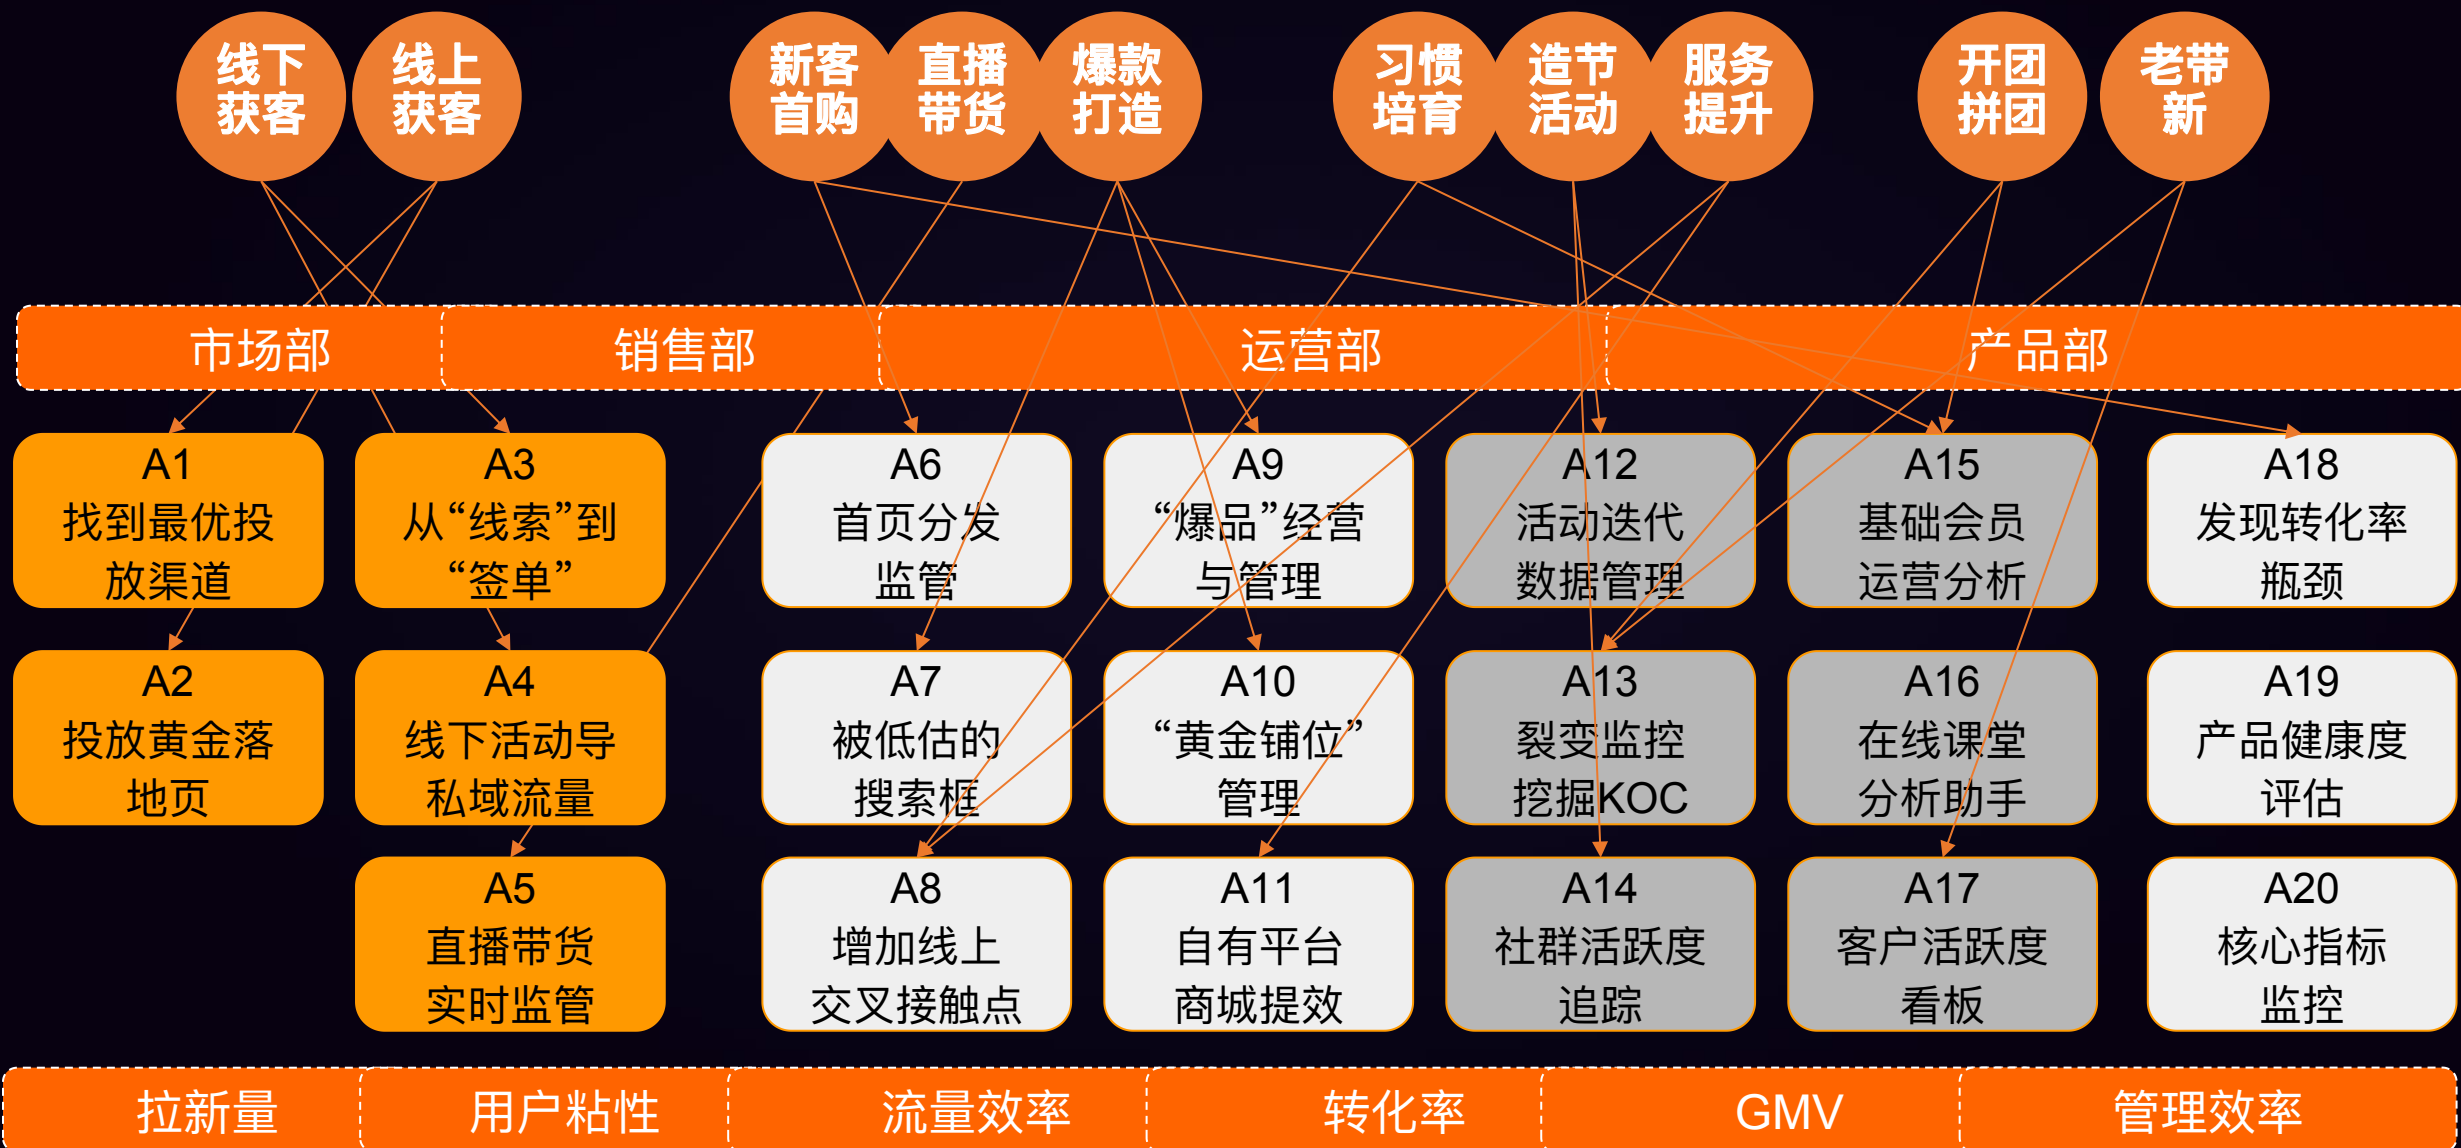 线下
获客
线上
获客
新客
首购
直播
带货
爆款
打造
习惯
培育
造节
活动
服务
提升
开团
拼团
老带
新
市场部
销售部
运营部
产品部
A1
找到最优投
放渠道
A3
从“线索”到
“签单”
A6
首页分发
监管
A9
“爆品”经营
与管理
A12
活动迭代
数据管理
A15
基础会员
运营分析
A18
发现转化率
瓶颈
A2
投放黄金落
地页
A4
线下活动导
私域流量
A7
被低估的
搜索框
A10
“黄金铺位”
管理
A13
裂变监控
挖掘KOC
A16
在线课堂
分析助手
A19
产品健康度
评估
A5
直播带货
实时监管
A8
增加线上
交叉接触点
A11
自有平台
商城提效
A14
社群活跃度
追踪
A17
客户活跃度
看板
A20
核心指标
监控
拉新量
用户粘性
流量效率
转化率
GMV
管理效率